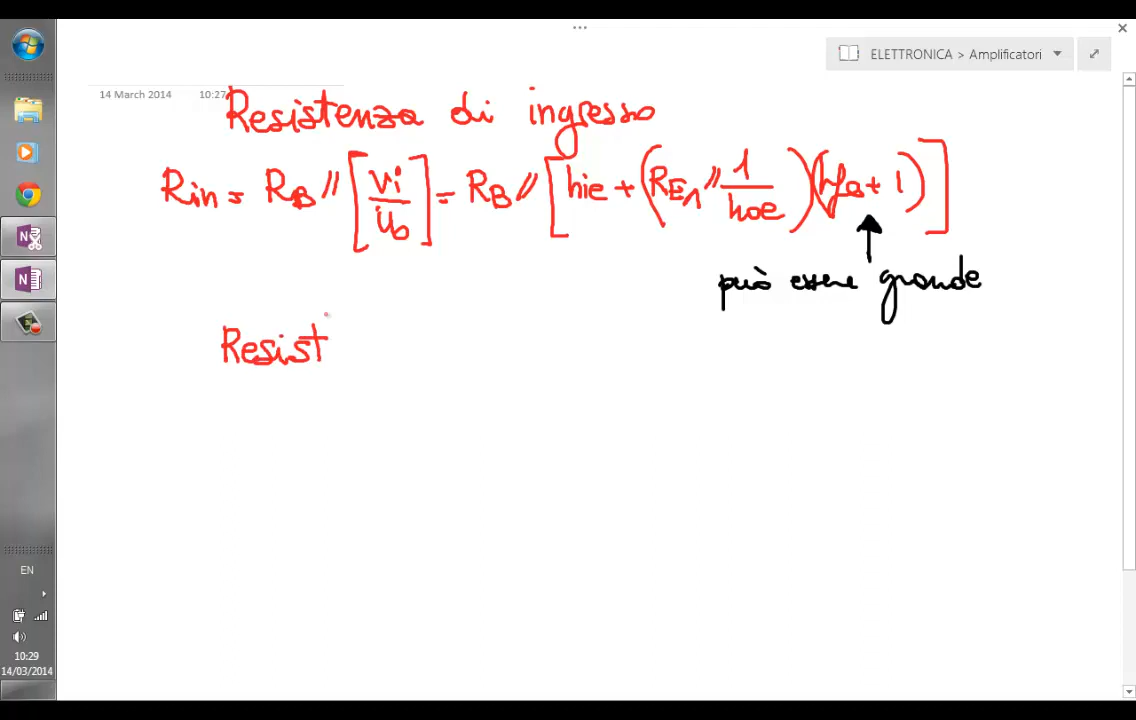 ELETTRONICA > Amplificatori
14 March 2014 10:27
Resistenza di ingresso
Rin = RB // [vi / ib] = RB // [hie + (RE1 // 1/hoe)(hfe + 1)]
può essere grande
Resist
EN
10:29
14/03/2014